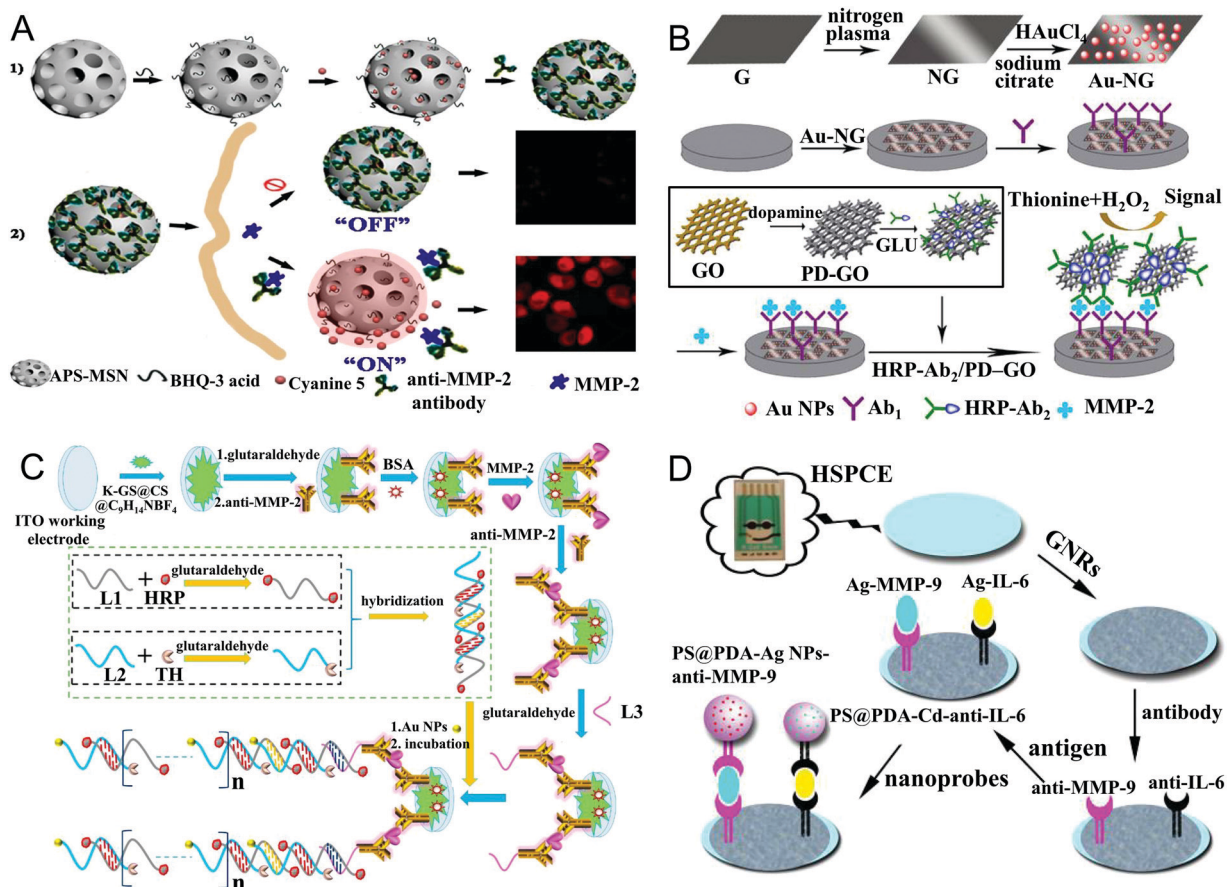 A
1)
2)
"OFF"
"ON"
APS-MSN
BHQ-3 acid
Cyanine 5
anti-MMP-2
antibody
MMP-2
B
nitrogen
plasma
HAuCl4
sodium
citrate
G
NG
Au-NG
Au-NG
dopamine
GLU
GO
PD-GO
Thionine+H2O2
Signal
HRP-Ab2/PD–GO
Au NPs
Ab1
HRP-Ab2
MMP-2
C
K-GS@CS
@C9H14NBF4
ITO working
electrode
1.glutaraldehyde
2.anti-MMP-2
BSA
MMP-2
anti-MMP-2
glutaraldehyde
L1
+
HRP
glutaraldehyde
L2
+
TH
hybridization
glutaraldehyde
L3
1.Au NPs
2. incubation
n
n
D
HSPCE
GNRs
Ag-MMP-9
Ag-IL-6
PS@PDA-Ag NPs-
anti-MMP-9
PS@PDA-Cd-anti-IL-6
antibody
antigen
nanoprobes
anti-MMP-9
anti-IL-6